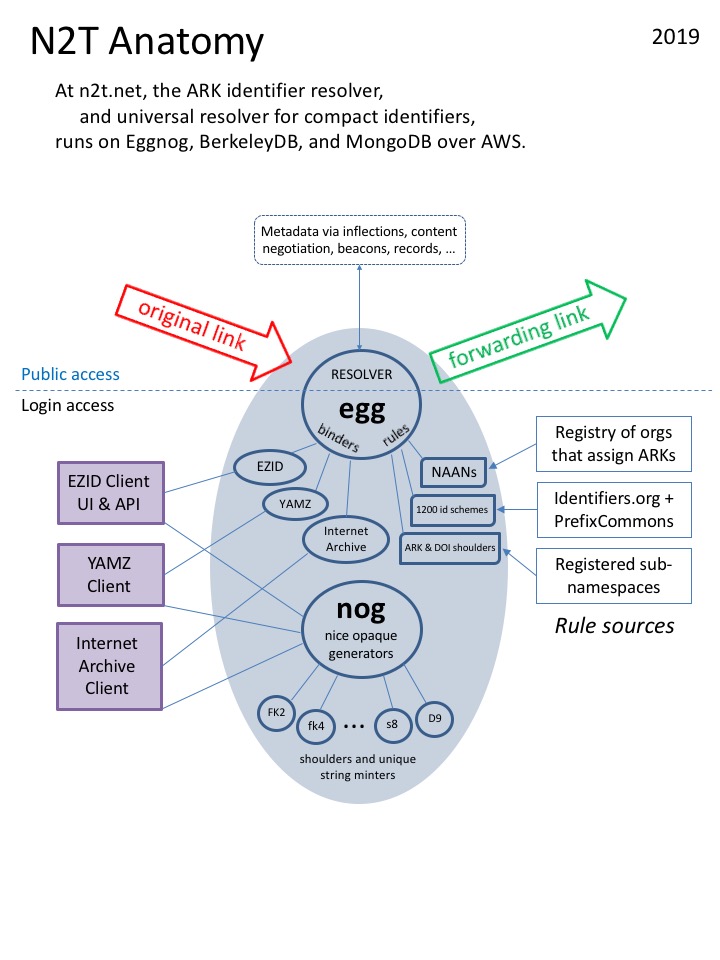 N2T Anatomy
2019
At n2t.net, the ARK identifier resolver,
and universal resolver for compact identifiers,
runs on Eggnog, BerkeleyDB, and MongoDB over AWS.
Metadata via inflections, content
negotiation, beacons, records, ...
original link
forwarding link
Public access
Login access
RESOLVER
egg
binders
rules
EZID
YAMZ
Internet
Archive
NAANs
1200 id schemes
ARK & DOI shoulders
EZID Client
UI & API
YAMZ
Client
Internet
Archive
Client
Registry of orgs
that assign ARKs
Identifiers.org +
PrefixCommons
Registered sub-
namespaces
Rule sources
nog
nice opaque
generators
FK2
fk4
...
s8
D9
shoulders and unique
string minters